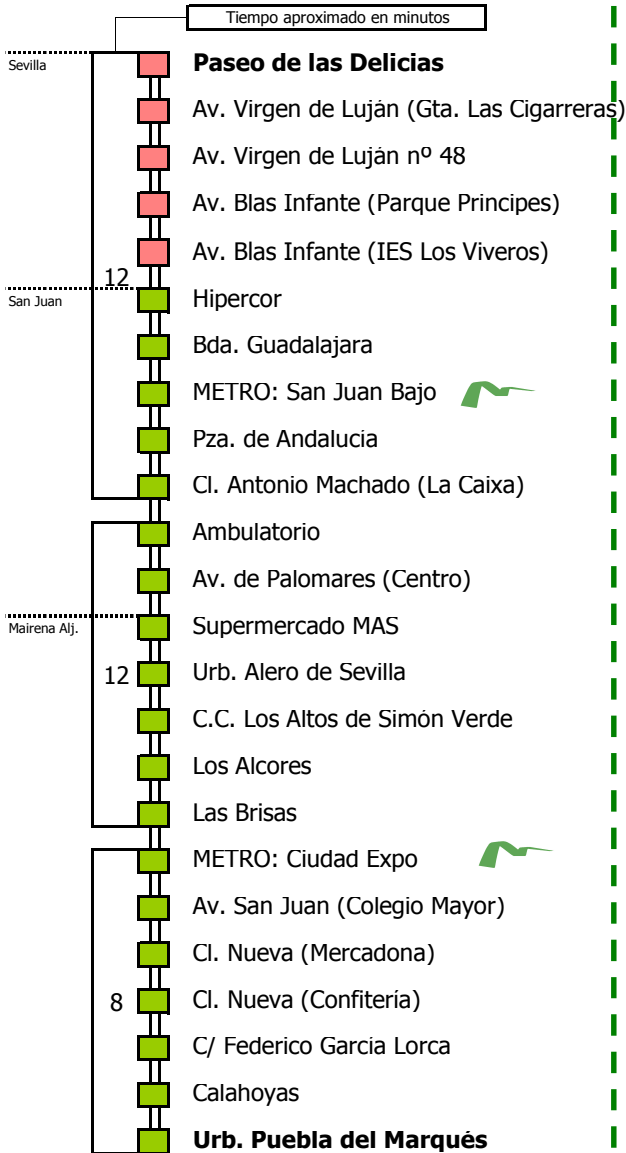 Tiempo aproximado en minutos
Sevilla
Paseo de las Delicias
Av. Virgen de Luján (Gta. Las Cigarreras)
Av. Virgen de Luján nº 48
Av. Blas Infante (Parque Principes)
Av. Blas Infante (IES Los Viveros)
12
San Juan
Hipercor
Bda. Guadalajara
METRO: San Juan Bajo
Pza. de Andalucía
Cl. Antonio Machado (La Caixa)
Ambulatorio
Av. de Palomares (Centro)
Mairena Alj.
Supermercado MAS
12
Urb. Alero de Sevilla
C.C. Los Altos de Simón Verde
Los Alcores
Las Brisas
METRO: Ciudad Expo
Av. San Juan (Colegio Mayor)
Cl. Nueva (Mercadona)
8
Cl. Nueva (Confitería)
C/ Federico García Lorca
Calahoyas
Urb. Puebla del Marqués